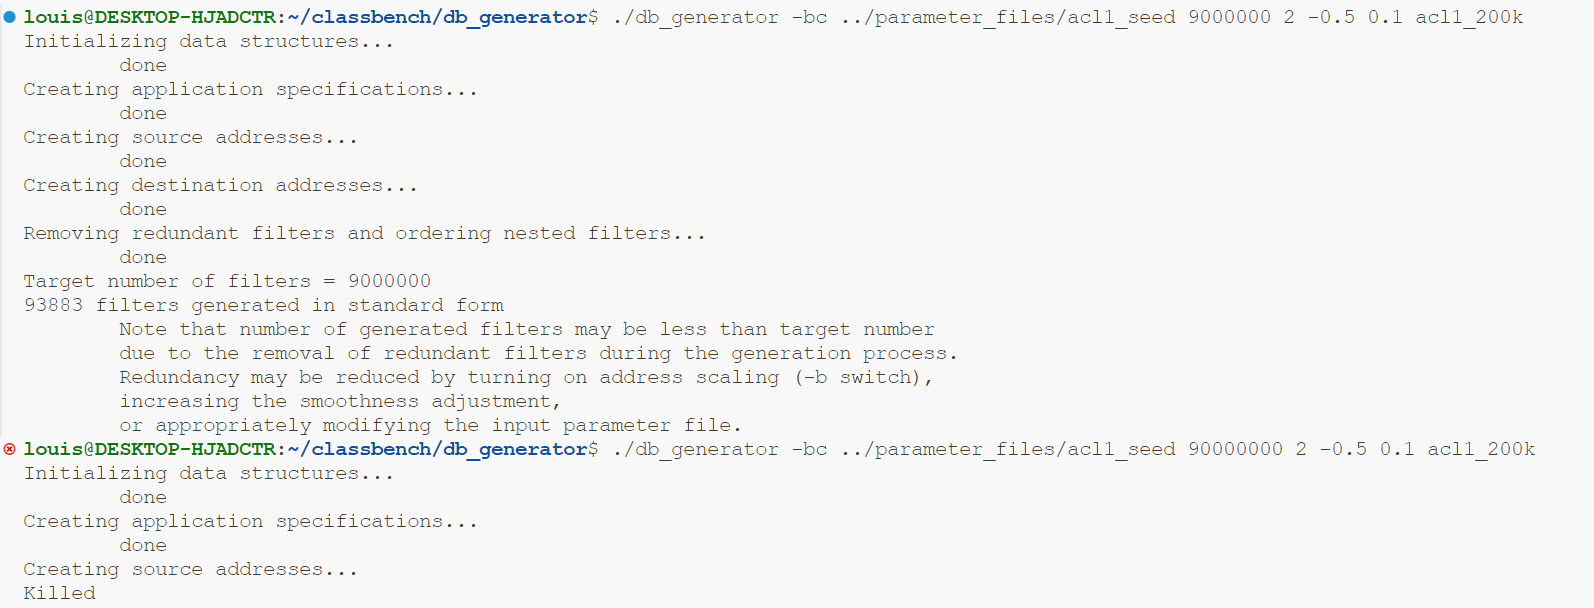 louis@DESKTOP-HJADCTR:~/classbench/db_generator$ ./db_generator -bc ../parameter_files/acl1_seed 9000000 2 -0.5 0.1 acl1_200k
Initializing data structures...
done
Creating application specifications...
done
Creating source addresses...
done
Creating destination addresses...
done
Removing redundant filters and ordering nested filters...
done
Target number of filters = 9000000
93883 filters generated in standard form
Note that number of generated filters may be less than target number
due to the removal of redundant filters during the generation process.
Redundancy may be reduced by turning on address scaling (-b switch),
increasing the smoothness adjustment,
or appropriately modifying the input parameter file.
louis@DESKTOP-HJADCTR:~/classbench/db_generator$ ./db_generator -bc ../parameter_files/acl1_seed 90000000 2 -0.5 0.1 acl1_200k
Initializing data structures...
done
Creating application specifications...
done
Creating source addresses...
Killed